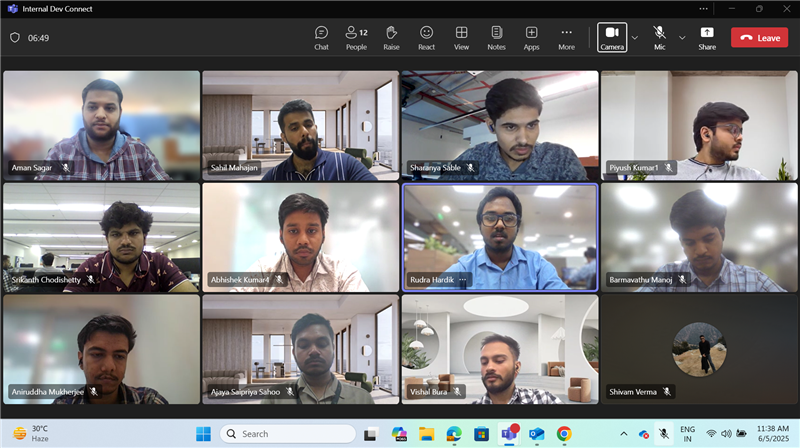 Internal Dev Connect
06:49
Chat
12
People
Raise
React
View
Notes
Apps
More
Camera
Mic
Share
Leave
Aman Sagar
Sahil Mahajan
Sharanya Sable
Piyush Kumar1
Srikanth Chodishetty
Abhishek Kumar4
Rudra Hardik
Barmavathu Manoj
Aniruddha Mukherjee
Ajaya Saipriya Sahoo
Vishal Bura
Shivam Verma
30°C
Haze
Search
ENG
IN
11:38 AM
6/5/2025